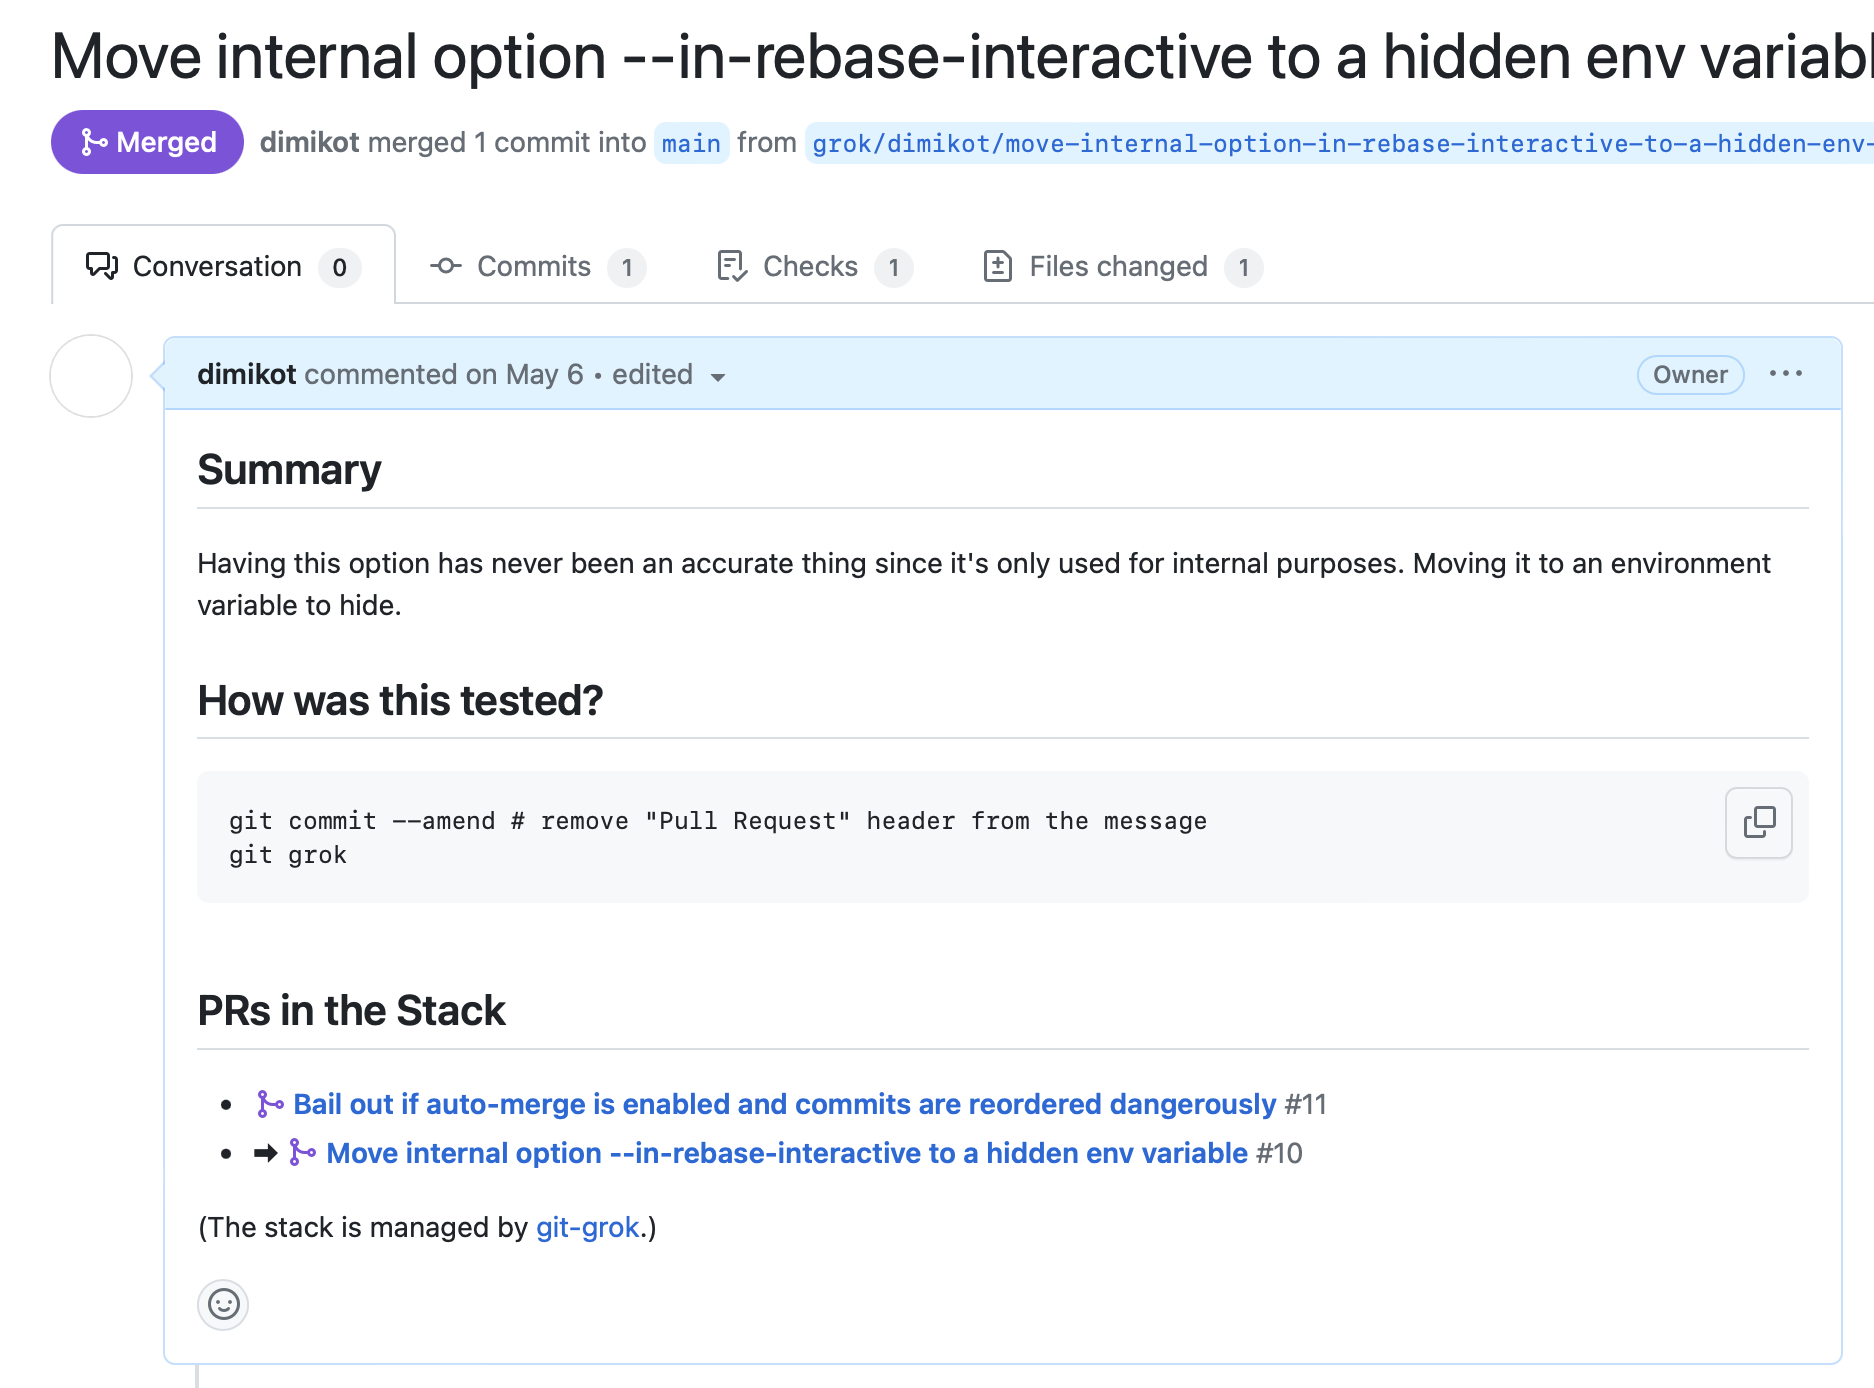 Move internal option --in-rebase-interactive to a hidden env variabl
Merged dimikot merged 1 commit into main from grok/dimikot/move-internal-option-in-rebase-interactive-to-a-hidden-env-
Conversation 0 Commits 1 Checks 1 Files changed 1
dimikot commented on May 6 • edited Owner
Summary
Having this option has never been an accurate thing since it's only used for internal purposes. Moving it to an environment
variable to hide.
How was this tested?
git commit --amend # remove "Pull Request" header from the message
git grok
PRs in the Stack
• Bail out if auto-merge is enabled and commits are reordered dangerously #11
• ➡ Move internal option --in-rebase-interactive to a hidden env variable #10
(The stack is managed by git-grok.)